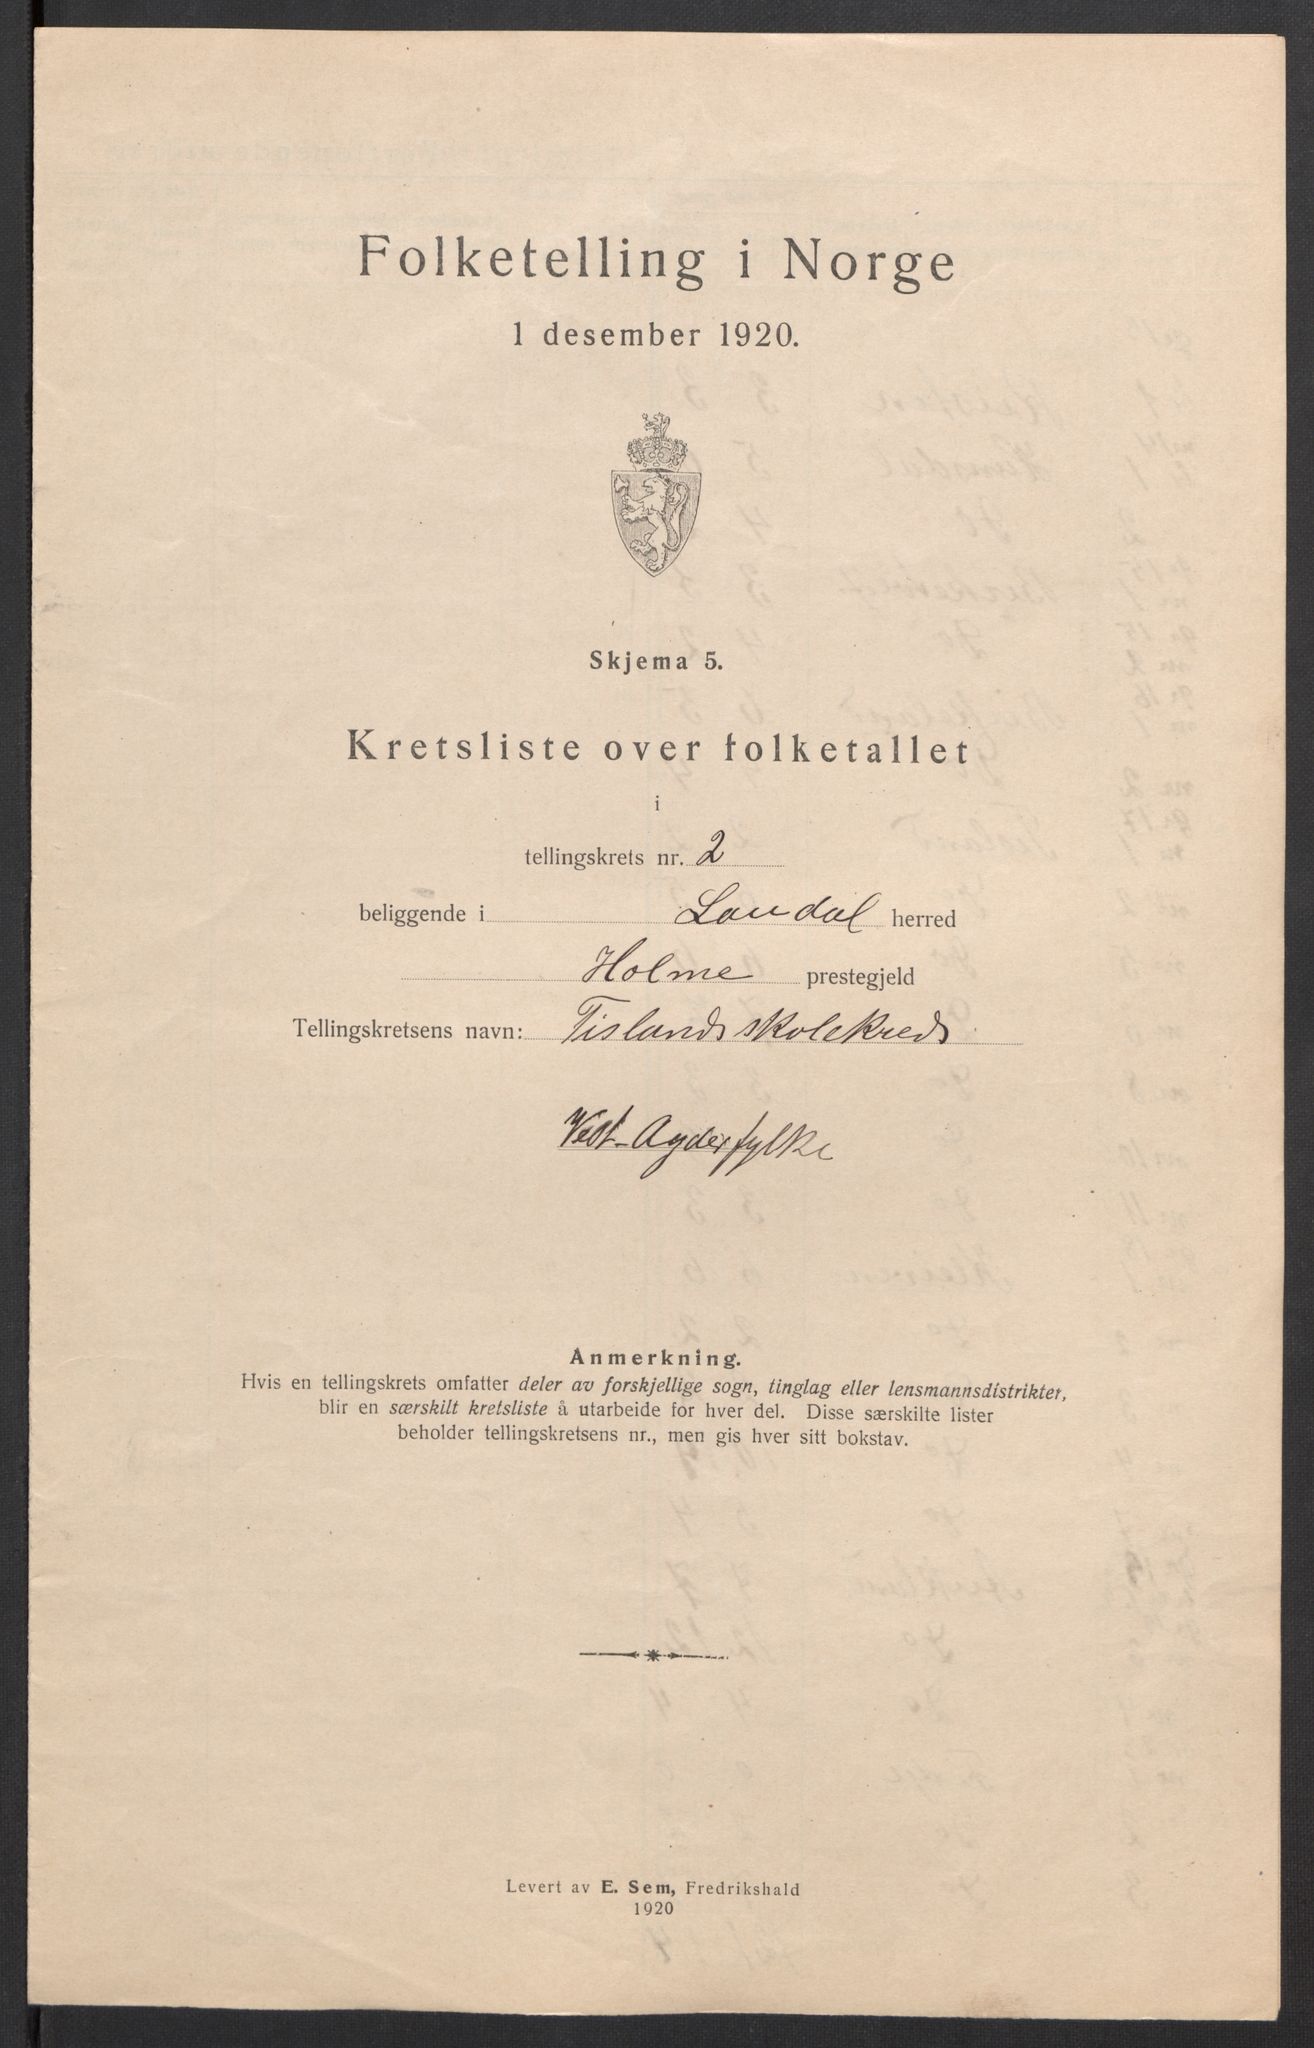 Folketelling i Norge
1 desember 1920.
Skjema 5.
Kretsliste over folketallet
i
tellingskrets nr. 2
beliggende i Laudal herred
Holme prestegjeld
Tellingskretsens navn: Tislands skolekreds
Vest-Agder fylke
Anmerkning.
Hvis en tellingskrets omfatter deler av forskjellige sogn, tinglag eller lensmannsdistrikter,
blir en særskilt kretsliste å utarbeide for hver del. Disse særskilte lister
beholder tellingskretsens nr., men gis hver sitt bokstav.
Levert av E. Sem, Fredrikshald
1920